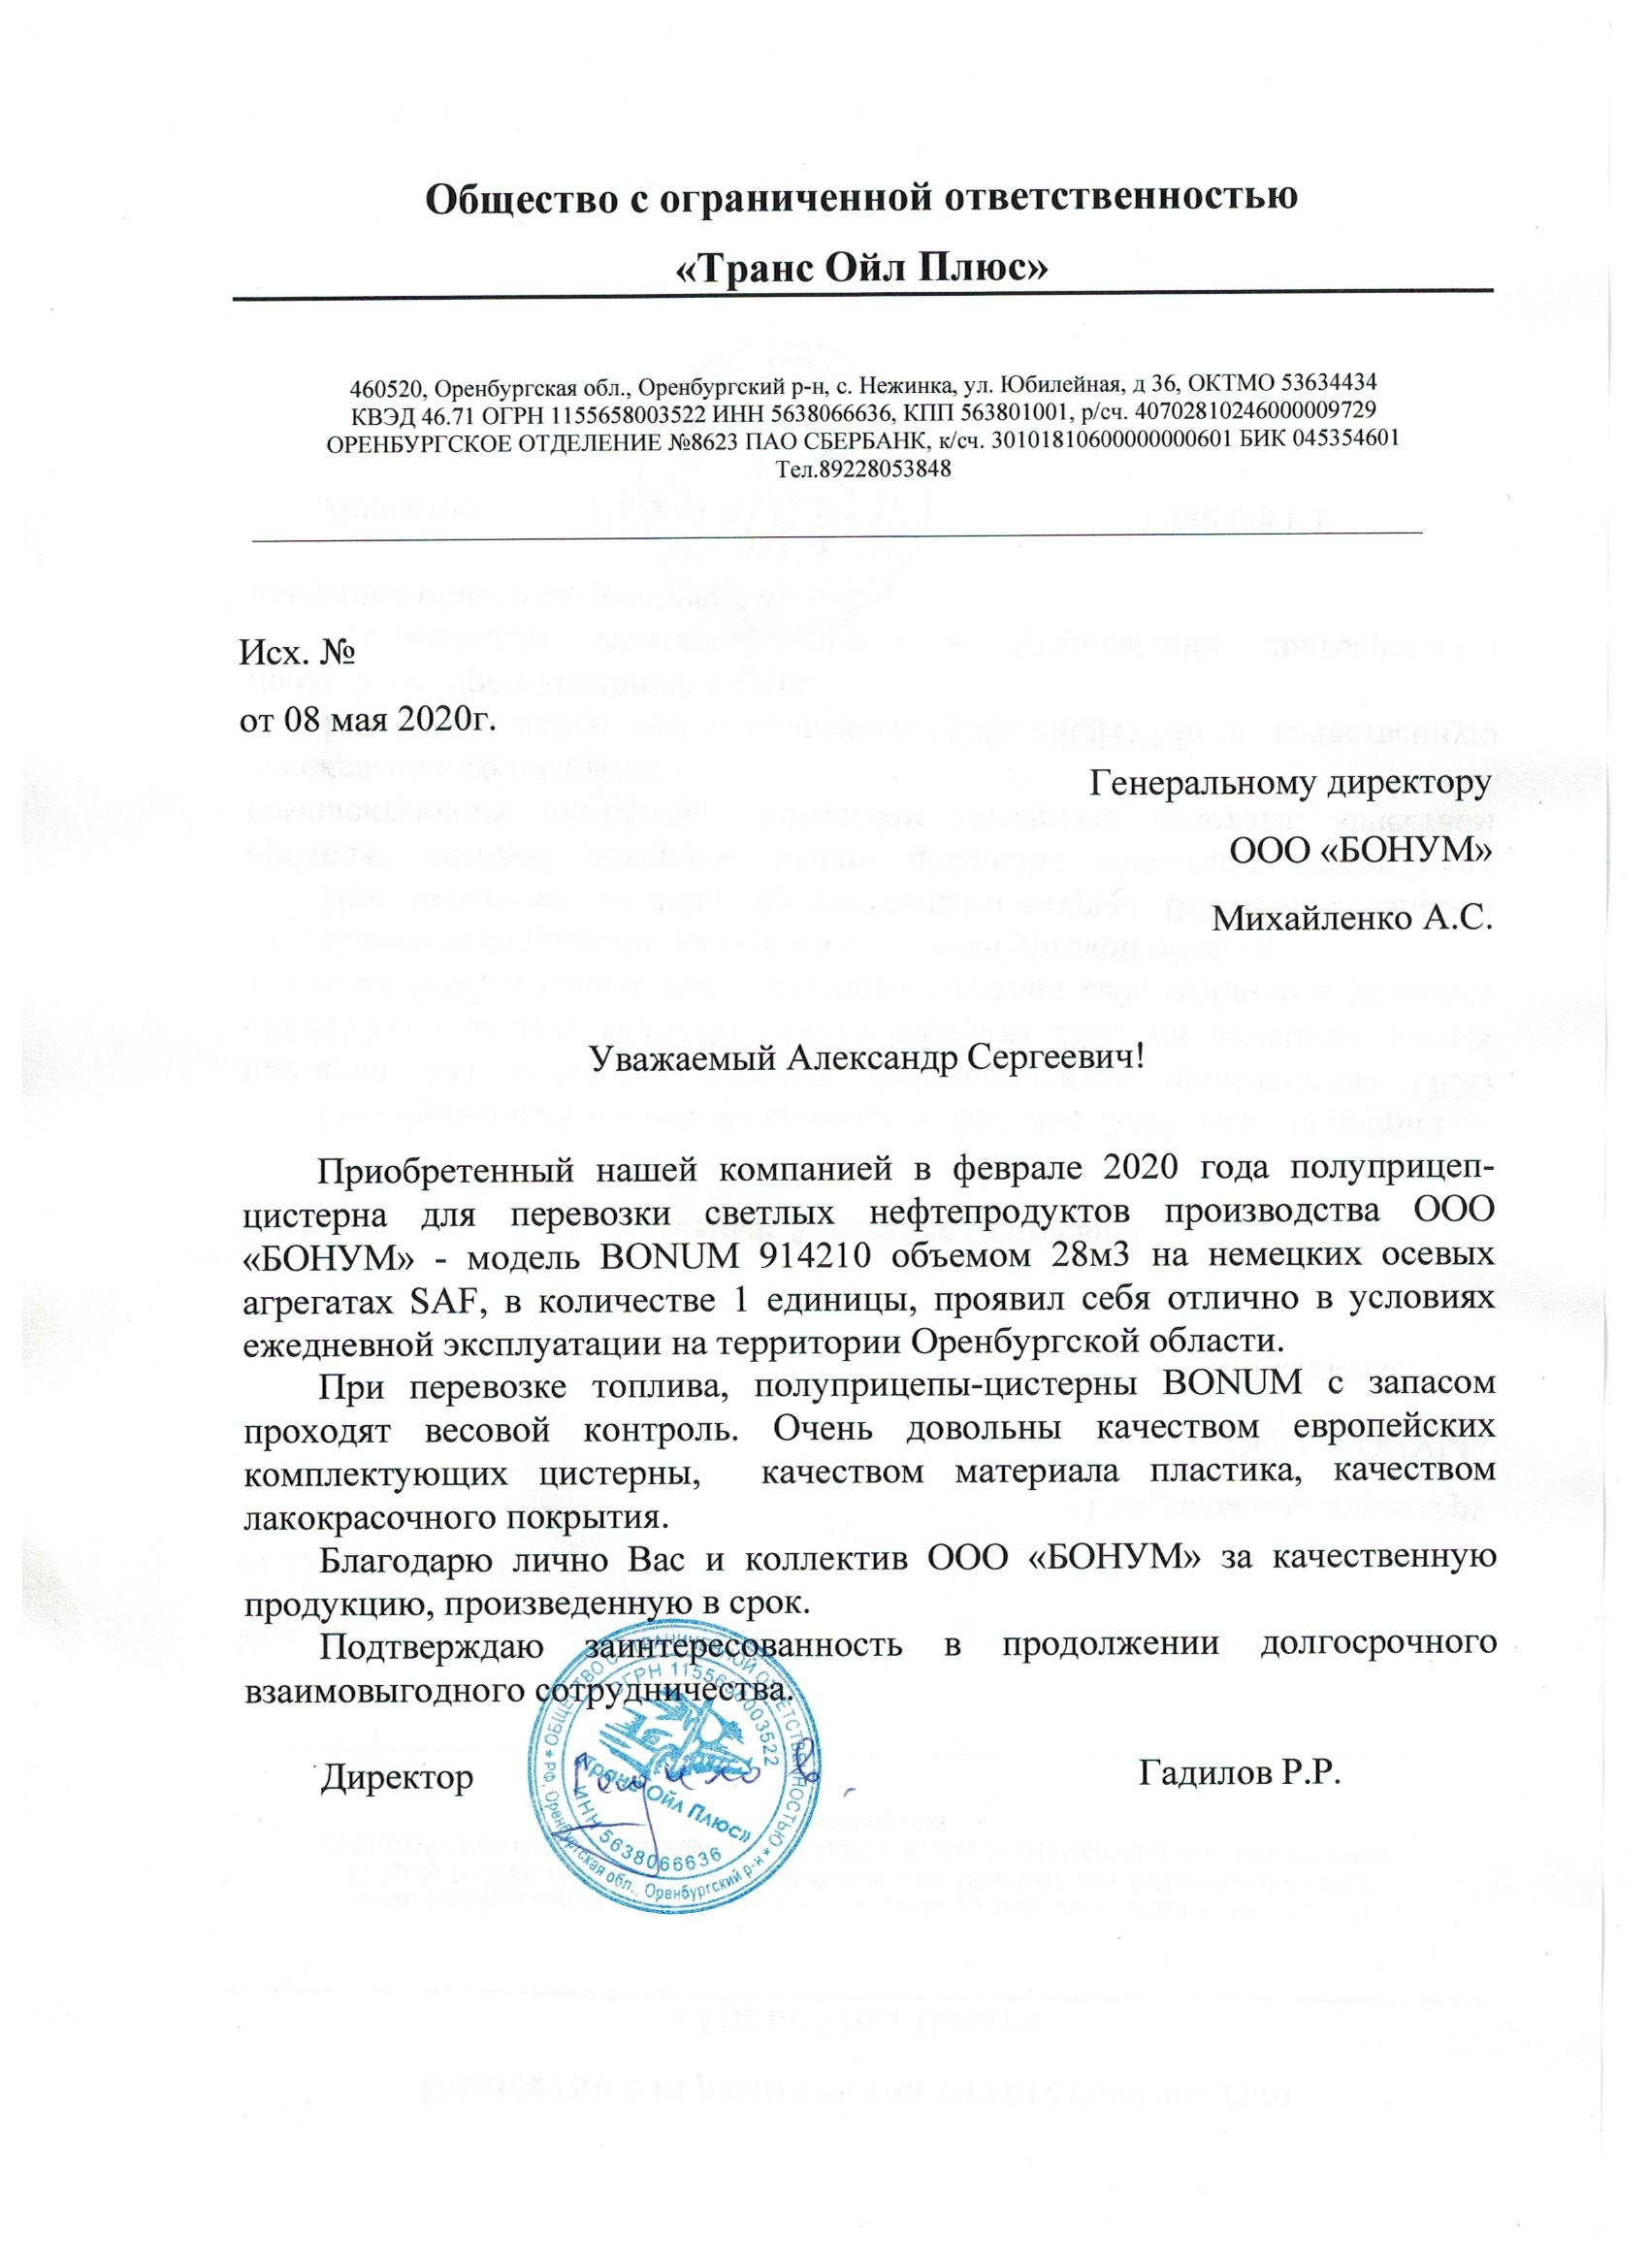 Общество с ограниченной ответственностью
«Транс Ойл Плюс»
460520, Оренбургская обл., Оренбургский р-н, с. Нежинка, ул. Юбилейная, д 36, ОКТМО 53634434
КВЭД 46.71 ОГРН 1155658003522 ИНН 5638066636, КПП 563801001, р/сч. 40702810246000009729
ОРЕНБУРГСКОЕ ОТДЕЛЕНИЕ №8623 ПАО СБЕРБАНК, к/сч. 30101810600000000601 БИК 045354601
Тел.89228053848
Исх. №
от 08 мая 2020г.
Генеральному директору
ООО «БОНУМ»
Михайленко А.С.
Уважаемый Александр Сергеевич!
Приобретенный нашей компанией в феврале 2020 года полуприцеп-
цистерна для перевозки светлых нефтепродуктов производства ООО
«БОНУМ» - модель BONUM 914210 объемом 28м3 на немецких осевых
агрегатах SAF, в количестве 1 единицы, проявил себя отлично в условиях
ежедневной эксплуатации на территории Оренбургской области.
При перевозке топлива, полуприцепы-цистерны BONUM с запасом
проходят весовой контроль. Очень довольны качеством европейских
комплектующих цистерны, качеством материала пластика, качеством
лакокрасочного покрытия.
Благодарю лично Вас и коллектив ООО «БОНУМ» за качественную
продукцию, произведенную в срок.
Подтверждаю заинтересованность в продолжении долгосрочного
взаимовыгодного сотрудничества.
Директор Гадилов Р.Р.
ОБЩЕСТВО С ОГРАНИЧЕННОЙ ОТВЕТСТВЕННОСТЬЮ * РФ, Оренбургская обл., Оренбургский р-н *
ОГРН 1155658003522
«Транс Ойл Плюс»
ИНН 5638066636